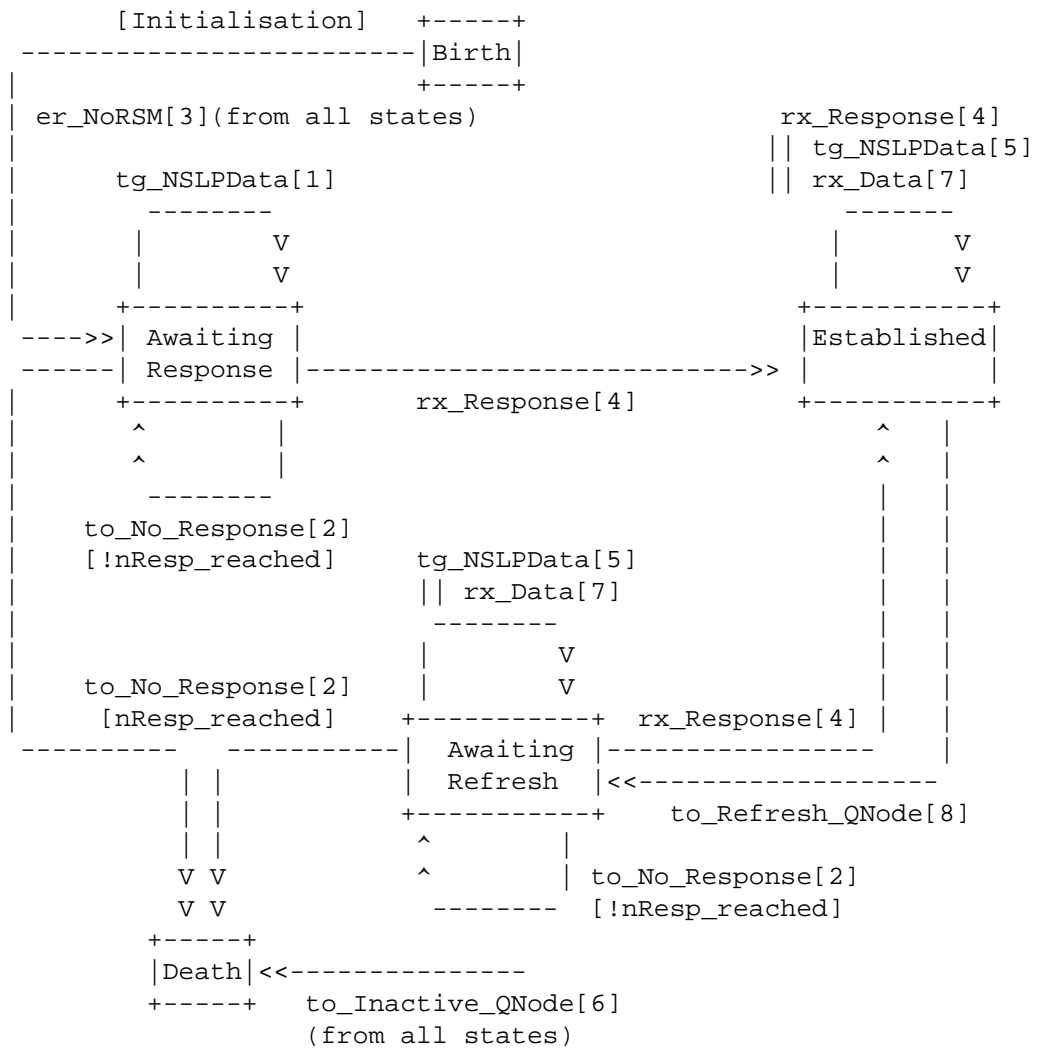 [Initialisation] +-----+
-------------------------|Birth|
+-----+
er_NoRSM[3](from all states) rx_Response[4]
|| tg_NSLPData[5]
tg_NSLPData[1] || rx_Data[7]
Awaiting Established
Response
rx_Response[4]
to_No_Response[2]
[!nResp_reached] tg_NSLPData[5]
|| rx_Data[7]
to_No_Response[2]
[nResp_reached] rx_Response[4]
Awaiting
Refresh
to_Refresh_QNode[8]
to_No_Response[2]
[!nResp_reached]
Death
to_Inactive_QNode[6]
(from all states)